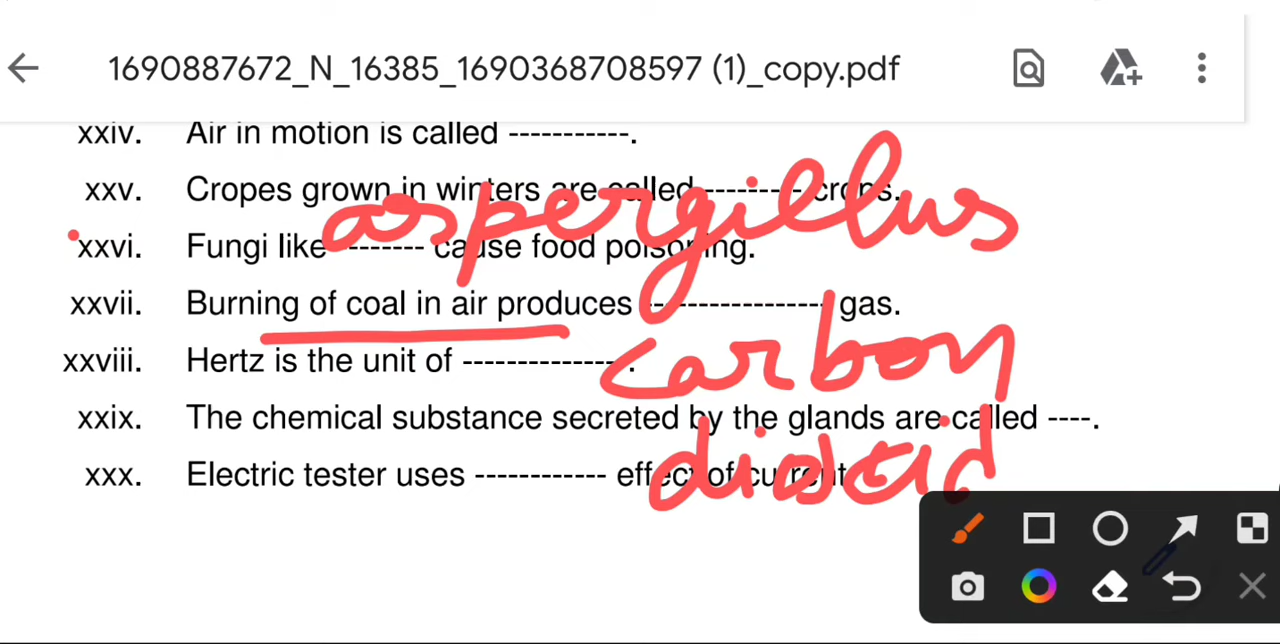 1690887672_N_16385_1690368708597 (1)_copy.pdf
xxiv. Air in motion is called -----------.
xxv. Cropes grown in winters are called --------- crops.
xxvi. Fungi like ------- cause food poisoning.
aspergillus
xxvii. Burning of coal in air produces ---------------- gas.
carbon
xxviii. Hertz is the unit of --------------.
xxix. The chemical substance secreted by the glands are called ----.
dioxid
xxx. Electric tester uses ------------ effect of current